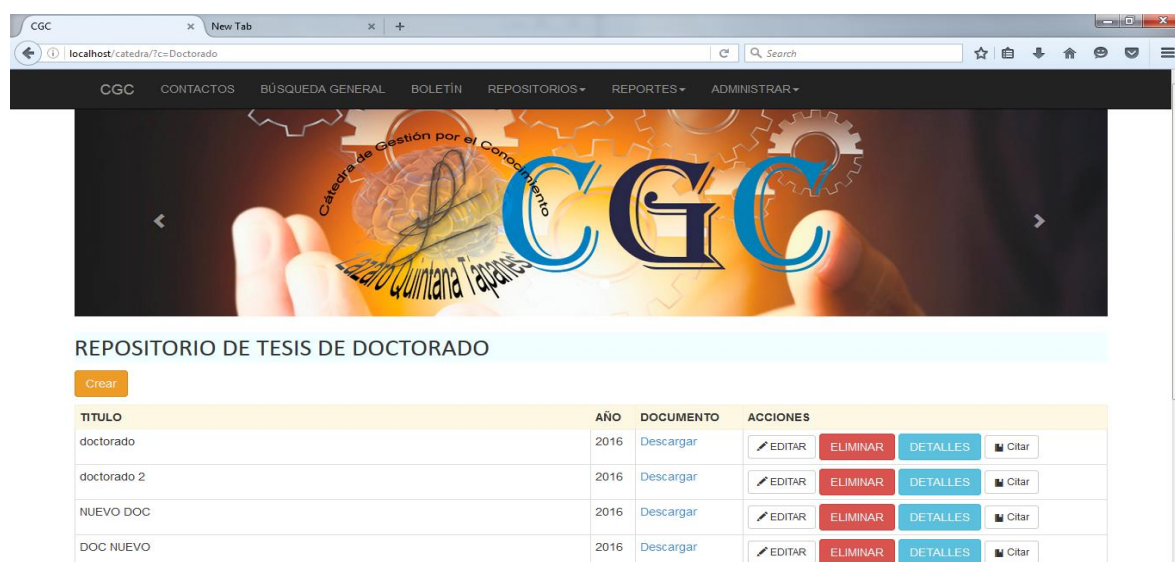 CGC
New Tab
localhost/catedra/?c=Doctorado
Search
CGC CONTACTOS BÚSQUEDA GENERAL BOLETÍN REPOSITORIOS REPORTES ADMINISTRAR
Cátedra de Gestión por el Conocimiento
CGC
Lázaro Quintana Tápanes
REPOSITORIO DE TESIS DE DOCTORADO
Crear
TITULO AÑO DOCUMENTO ACCIONES
doctorado 2016 Descargar EDITAR ELIMINAR DETALLES Citar
doctorado 2 2016 Descargar EDITAR ELIMINAR DETALLES Citar
NUEVO DOC 2016 Descargar EDITAR ELIMINAR DETALLES Citar
DOC NUEVO 2016 Descargar EDITAR ELIMINAR DETALLES Citar